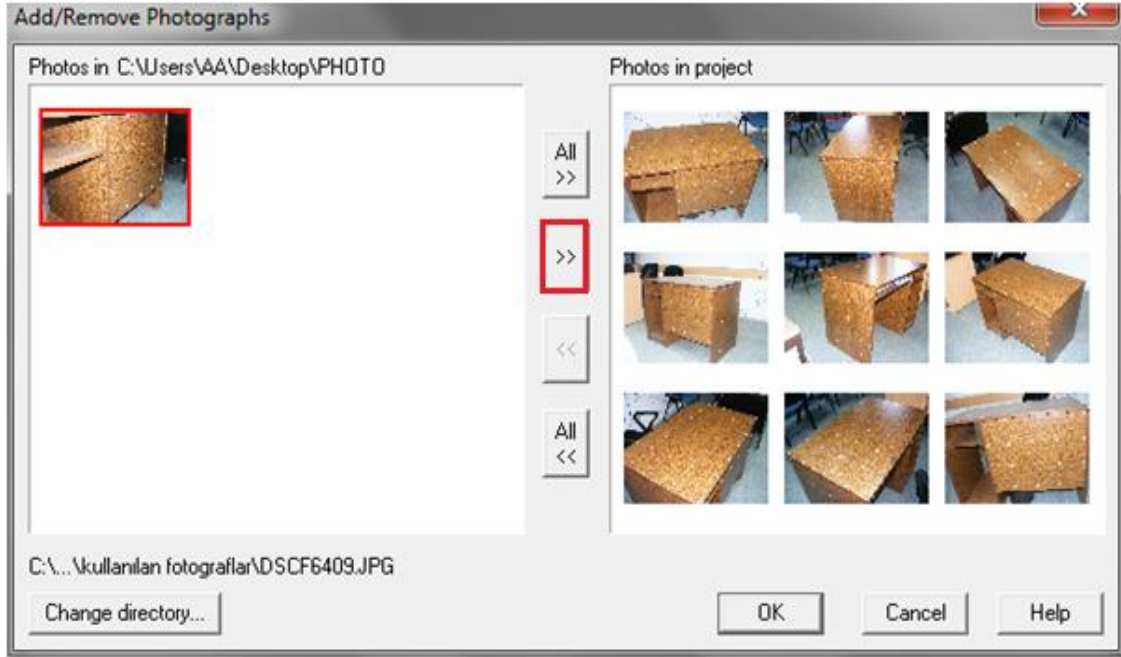 Add/Remove Photographs
Photos in C:\Users\AA\Desktop\PHOTO
Photos in project
All
>>
>>
<<
All
<<
C:\...\kullanılan fotograflar\DSCF6409.JPG
Change directory...
OK
Cancel
Help